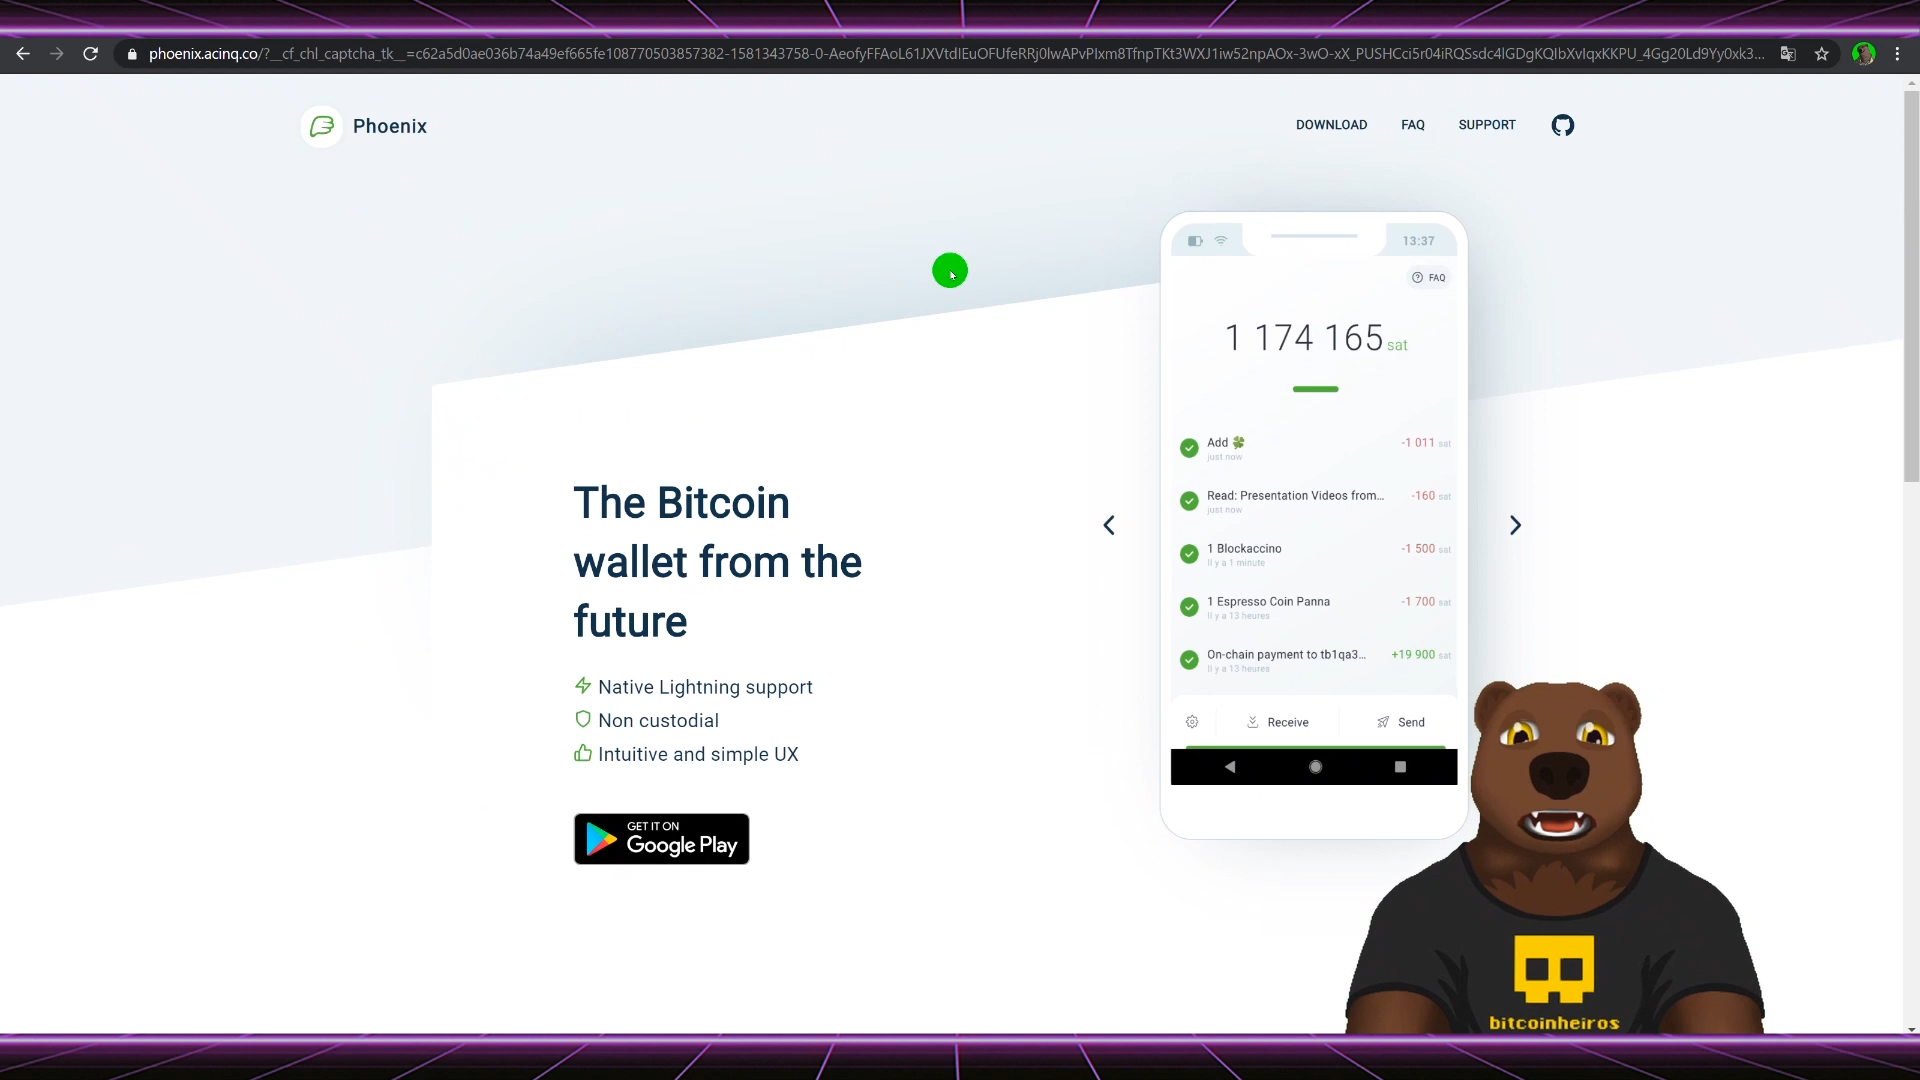 phoenix.acinq.co/?__cf_chl_captcha_tk__=c62a5d0ae036b74a49ef665fe108770503857382-1581343758-0-AeofyFFAoL61JXVtdIEuOFUfeRRj0lwAPvPIxm8TfnpTKt3WXJ1iw52npAOx-3wO-xX_PUSHCci5r04iRQSsdc4lGDgKQIbXvIqxKKPU_4Gg20Ld9Yy0xk3...
Phoenix
DOWNLOAD
FAQ
SUPPORT
13:37
FAQ
1 174 165 sat
Add 🍀 -1 011 sat
just now
Read: Presentation Videos from... -160 sat
just now
1 Blockaccino -1 500 sat
Il y a 1 minute
1 Espresso Coin Panna -1 700 sat
Il y a 13 heures
On-chain payment to tb1qa3... +19 900 sat
Il y a 13 heures
Receive
Send
The Bitcoin
wallet from the
future
Native Lightning support
Non custodial
Intuitive and simple UX
GET IT ON
Google Play
bitcoinheiros